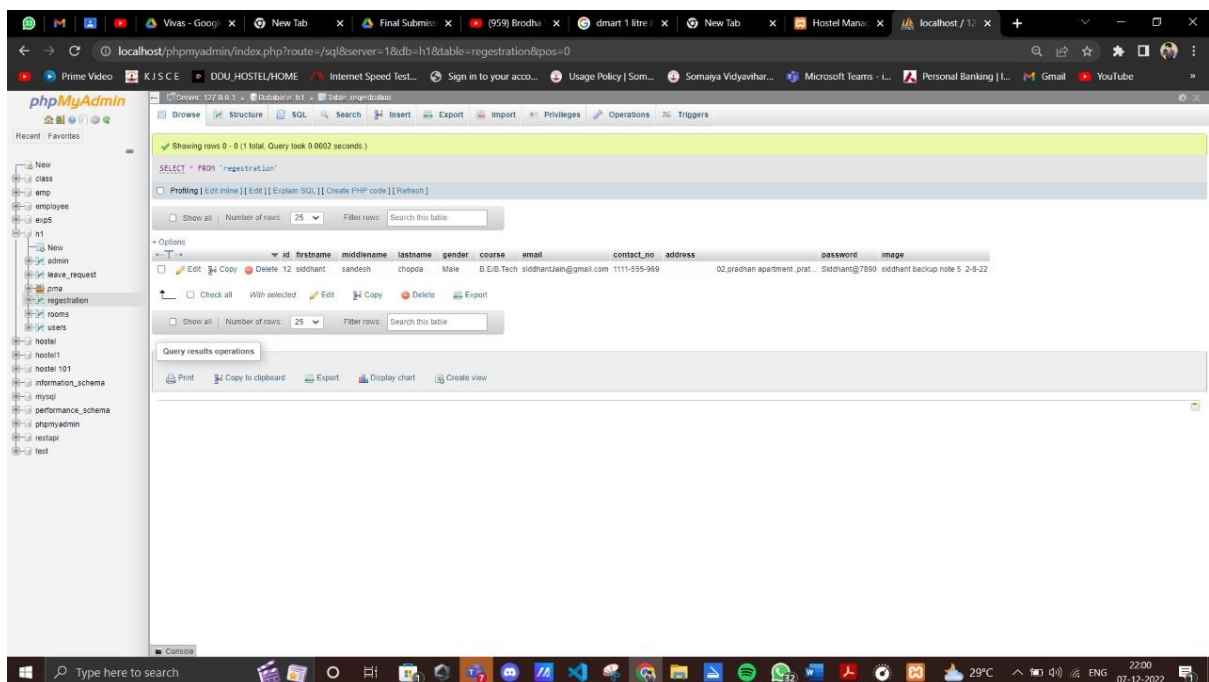 Vivas - Googl
New Tab
Final Submiss
(959) Brodha
dmart 1 litre
New Tab
Hostel Manag
localhost / 12
localhost/phpmyadmin/index.php?route=/sql&server=1&db=h1&table=regestration&pos=0
Prime Video K J S C E DDU_HOSTEL/HOME Internet Speed Test... Sign in to your acco... Usage Policy | Som... Somaiya Vidyavihar... Microsoft Teams - i... Personal Banking | I... Gmail YouTube »
phpMyAdmin
Recent Favorites
New
class
emp
employee
exp5
h1
New
admin
leave_request
pma
regestration
rooms
users
hostel
hostel1
hostel 101
information_schema
mysql
performance_schema
phpmyadmin
restapi
test
Server: 127.0.0.1 » Database: h1 » Table: regestration
Browse Structure SQL Search Insert Export Import Privileges Operations Triggers
Showing rows 0 - 0 (1 total, Query took 0.0002 seconds.)
SELECT * FROM `regestration`
Profiling [ Edit inline ] [ Edit ] [ Explain SQL ] [ Create PHP code ] [ Refresh ]
Show all | Number of rows: 25 Filter rows: Search this table
+ Options
←T→ id firstname middlename lastname gender course email contact_no address password image
Edit Copy Delete 12 siddhant sandesh chopda Male B.E/B.Tech siddhantJain@gmail.com 1111-555-969 02,pradhan apartment ,prat... Siddhant@7890 siddhant backup note 5 2-8-22
Check all With selected: Edit Copy Delete Export
Show all | Number of rows: 25 Filter rows: Search this table
Query results operations
Print Copy to clipboard Export Display chart Create view
Console
Type here to search
32
29°C ENG 22:00
07-12-2022